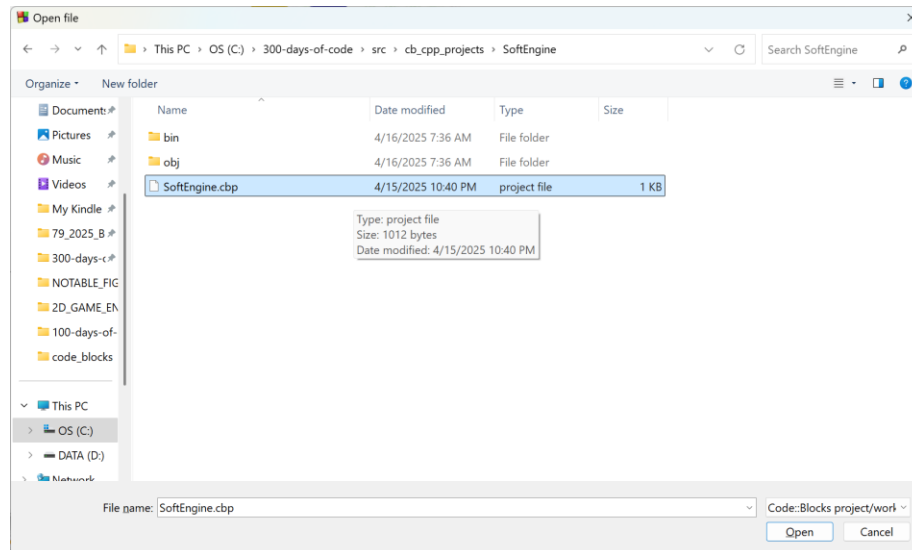 Open file
This PC > OS (C:) > 300-days-of-code > src > cb_cpp_projects > SoftEngine
Search SoftEngine
Organize
New folder
Name Date modified Type Size
bin 4/16/2025 7:36 AM File folder
obj 4/16/2025 7:36 AM File folder
SoftEngine.cbp 4/15/2025 10:40 PM project file 1 KB
Type: project file
Size: 1012 bytes
Date modified: 4/15/2025 10:40 PM
Documents
Pictures
Music
Videos
My Kindle
79_2025_B
300-days-c
NOTABLE_FIG
2D_GAME_EN
100-days-of-
code_blocks
This PC
OS (C:)
DATA (D:)
Network
File name: SoftEngine.cbp
Code::Blocks project/work
Open Cancel